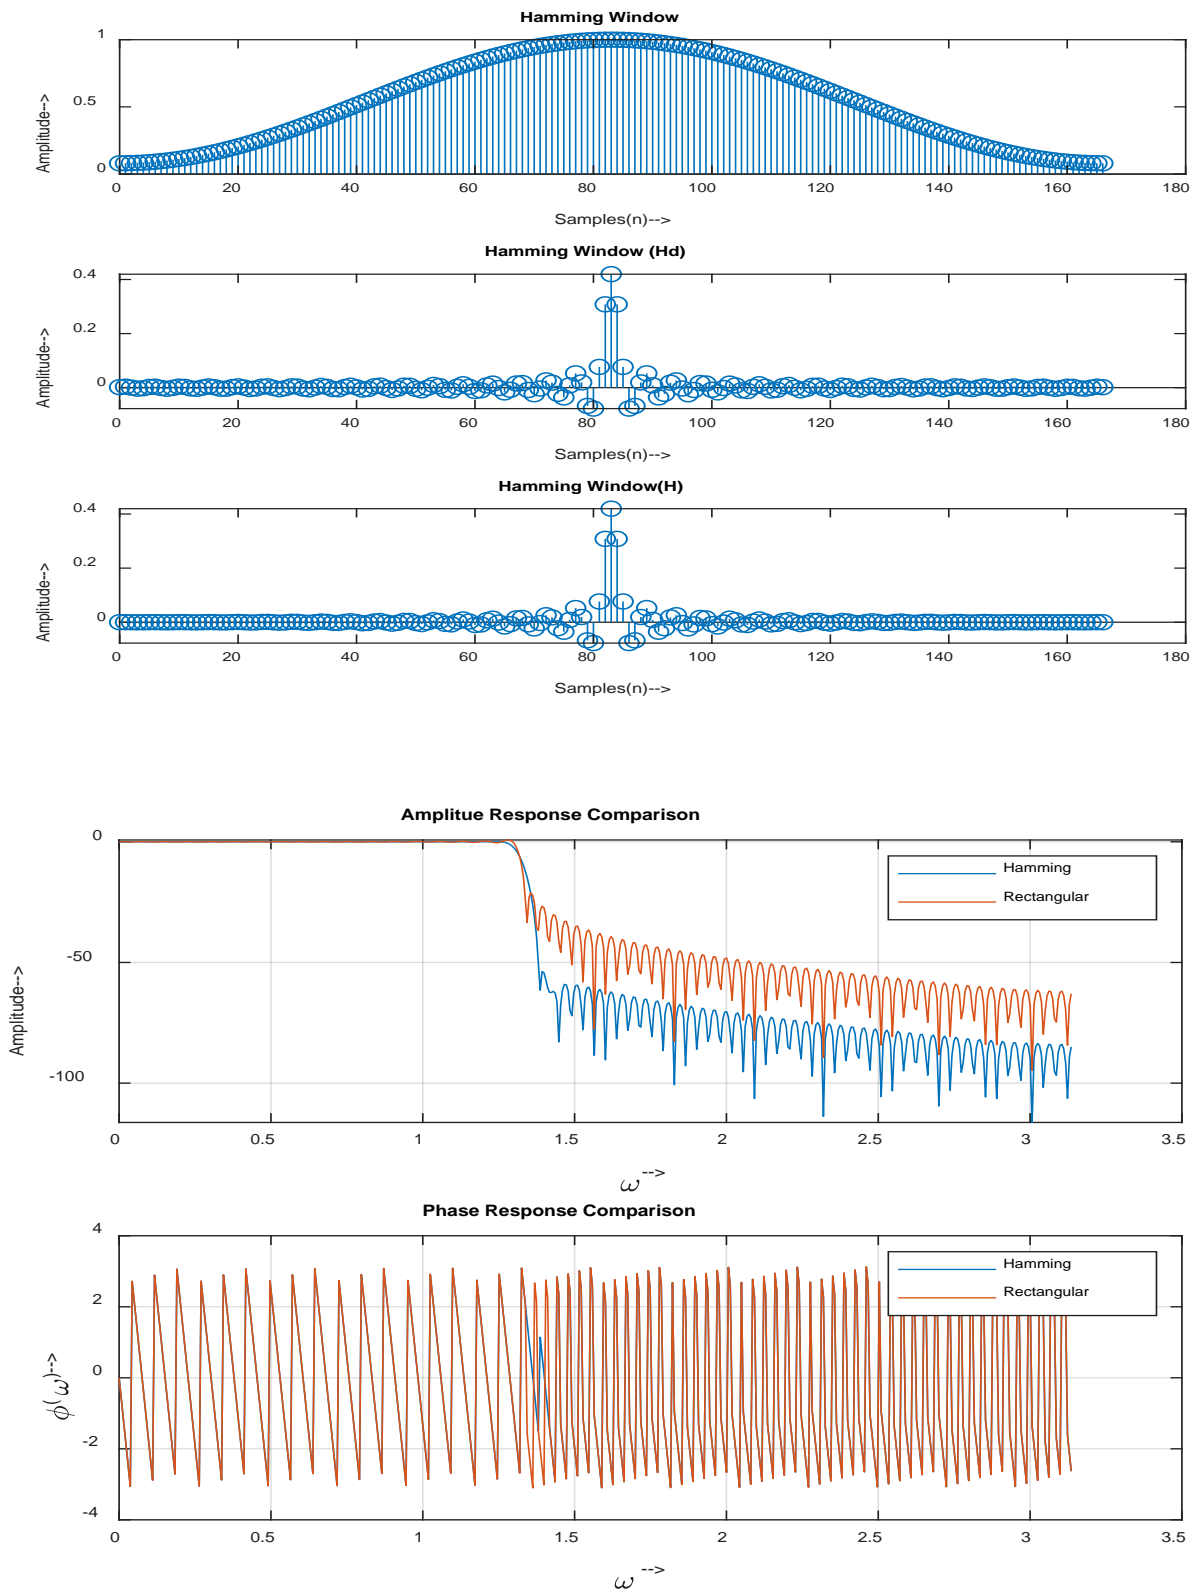 Hamming Window
1
0.5
0
Amplitude-->
0 20 40 60 80 100 120 140 160 180
Samples(n)-->
Hamming Window (Hd)
0.4
0.2
0
Amplitude-->
0 20 40 60 80 100 120 140 160 180
Samples(n)-->
Hamming Window(H)
0.4
0.2
0
Amplitude-->
0 20 40 60 80 100 120 140 160 180
Samples(n)-->
Amplitue Response Comparison
0
-50
-100
Amplitude-->
Hamming
Rectangular
0 0.5 1 1.5 2 2.5 3 3.5
ω-->
Phase Response Comparison
4
2
0
-2
-4
ϕ(ω)-->
Hamming
Rectangular
0 0.5 1 1.5 2 2.5 3 3.5
ω-->